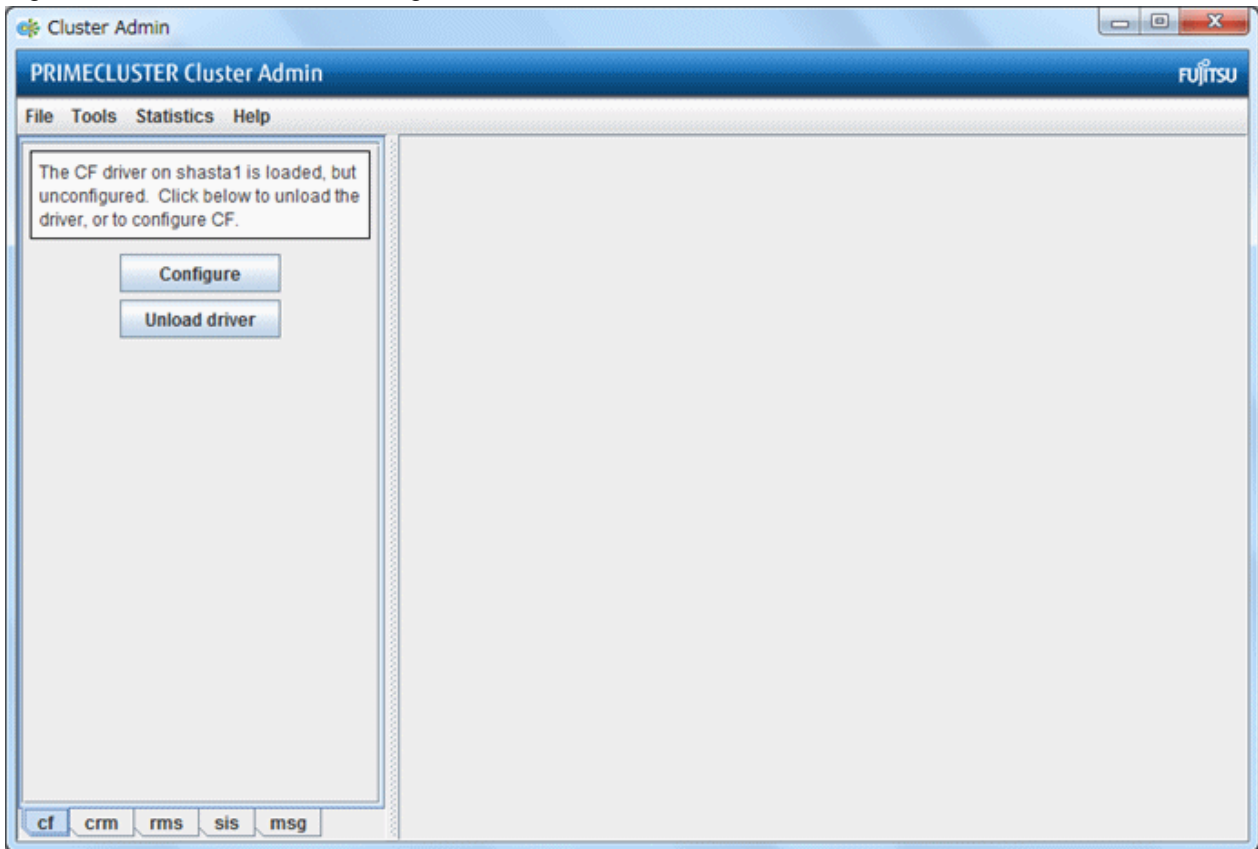 Cluster Admin
PRIMECLUSTER Cluster Admin
FUJITSU
File Tools Statistics Help
The CF driver on shasta1 is loaded, but
unconfigured. Click below to unload the
driver, or to configure CF.
Configure
Unload driver
cf crm rms sis msg